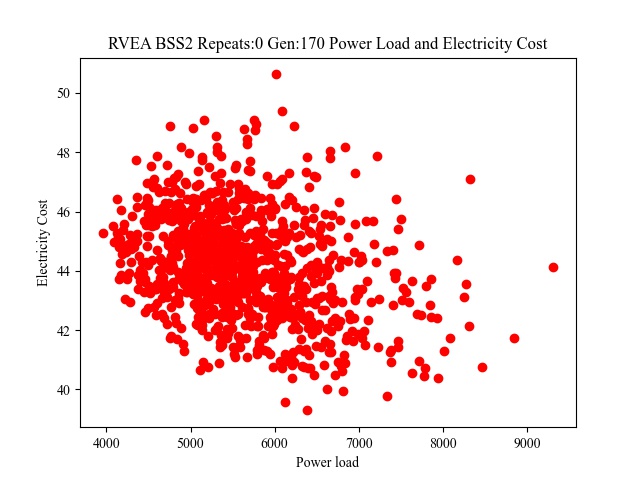 RVEA BSS2 Repeats:0 Gen:170 Power Load and Electricity Cost
50
48
46
44
42
40
Electricity Cost
4000 5000 6000 7000 8000 9000
Power load